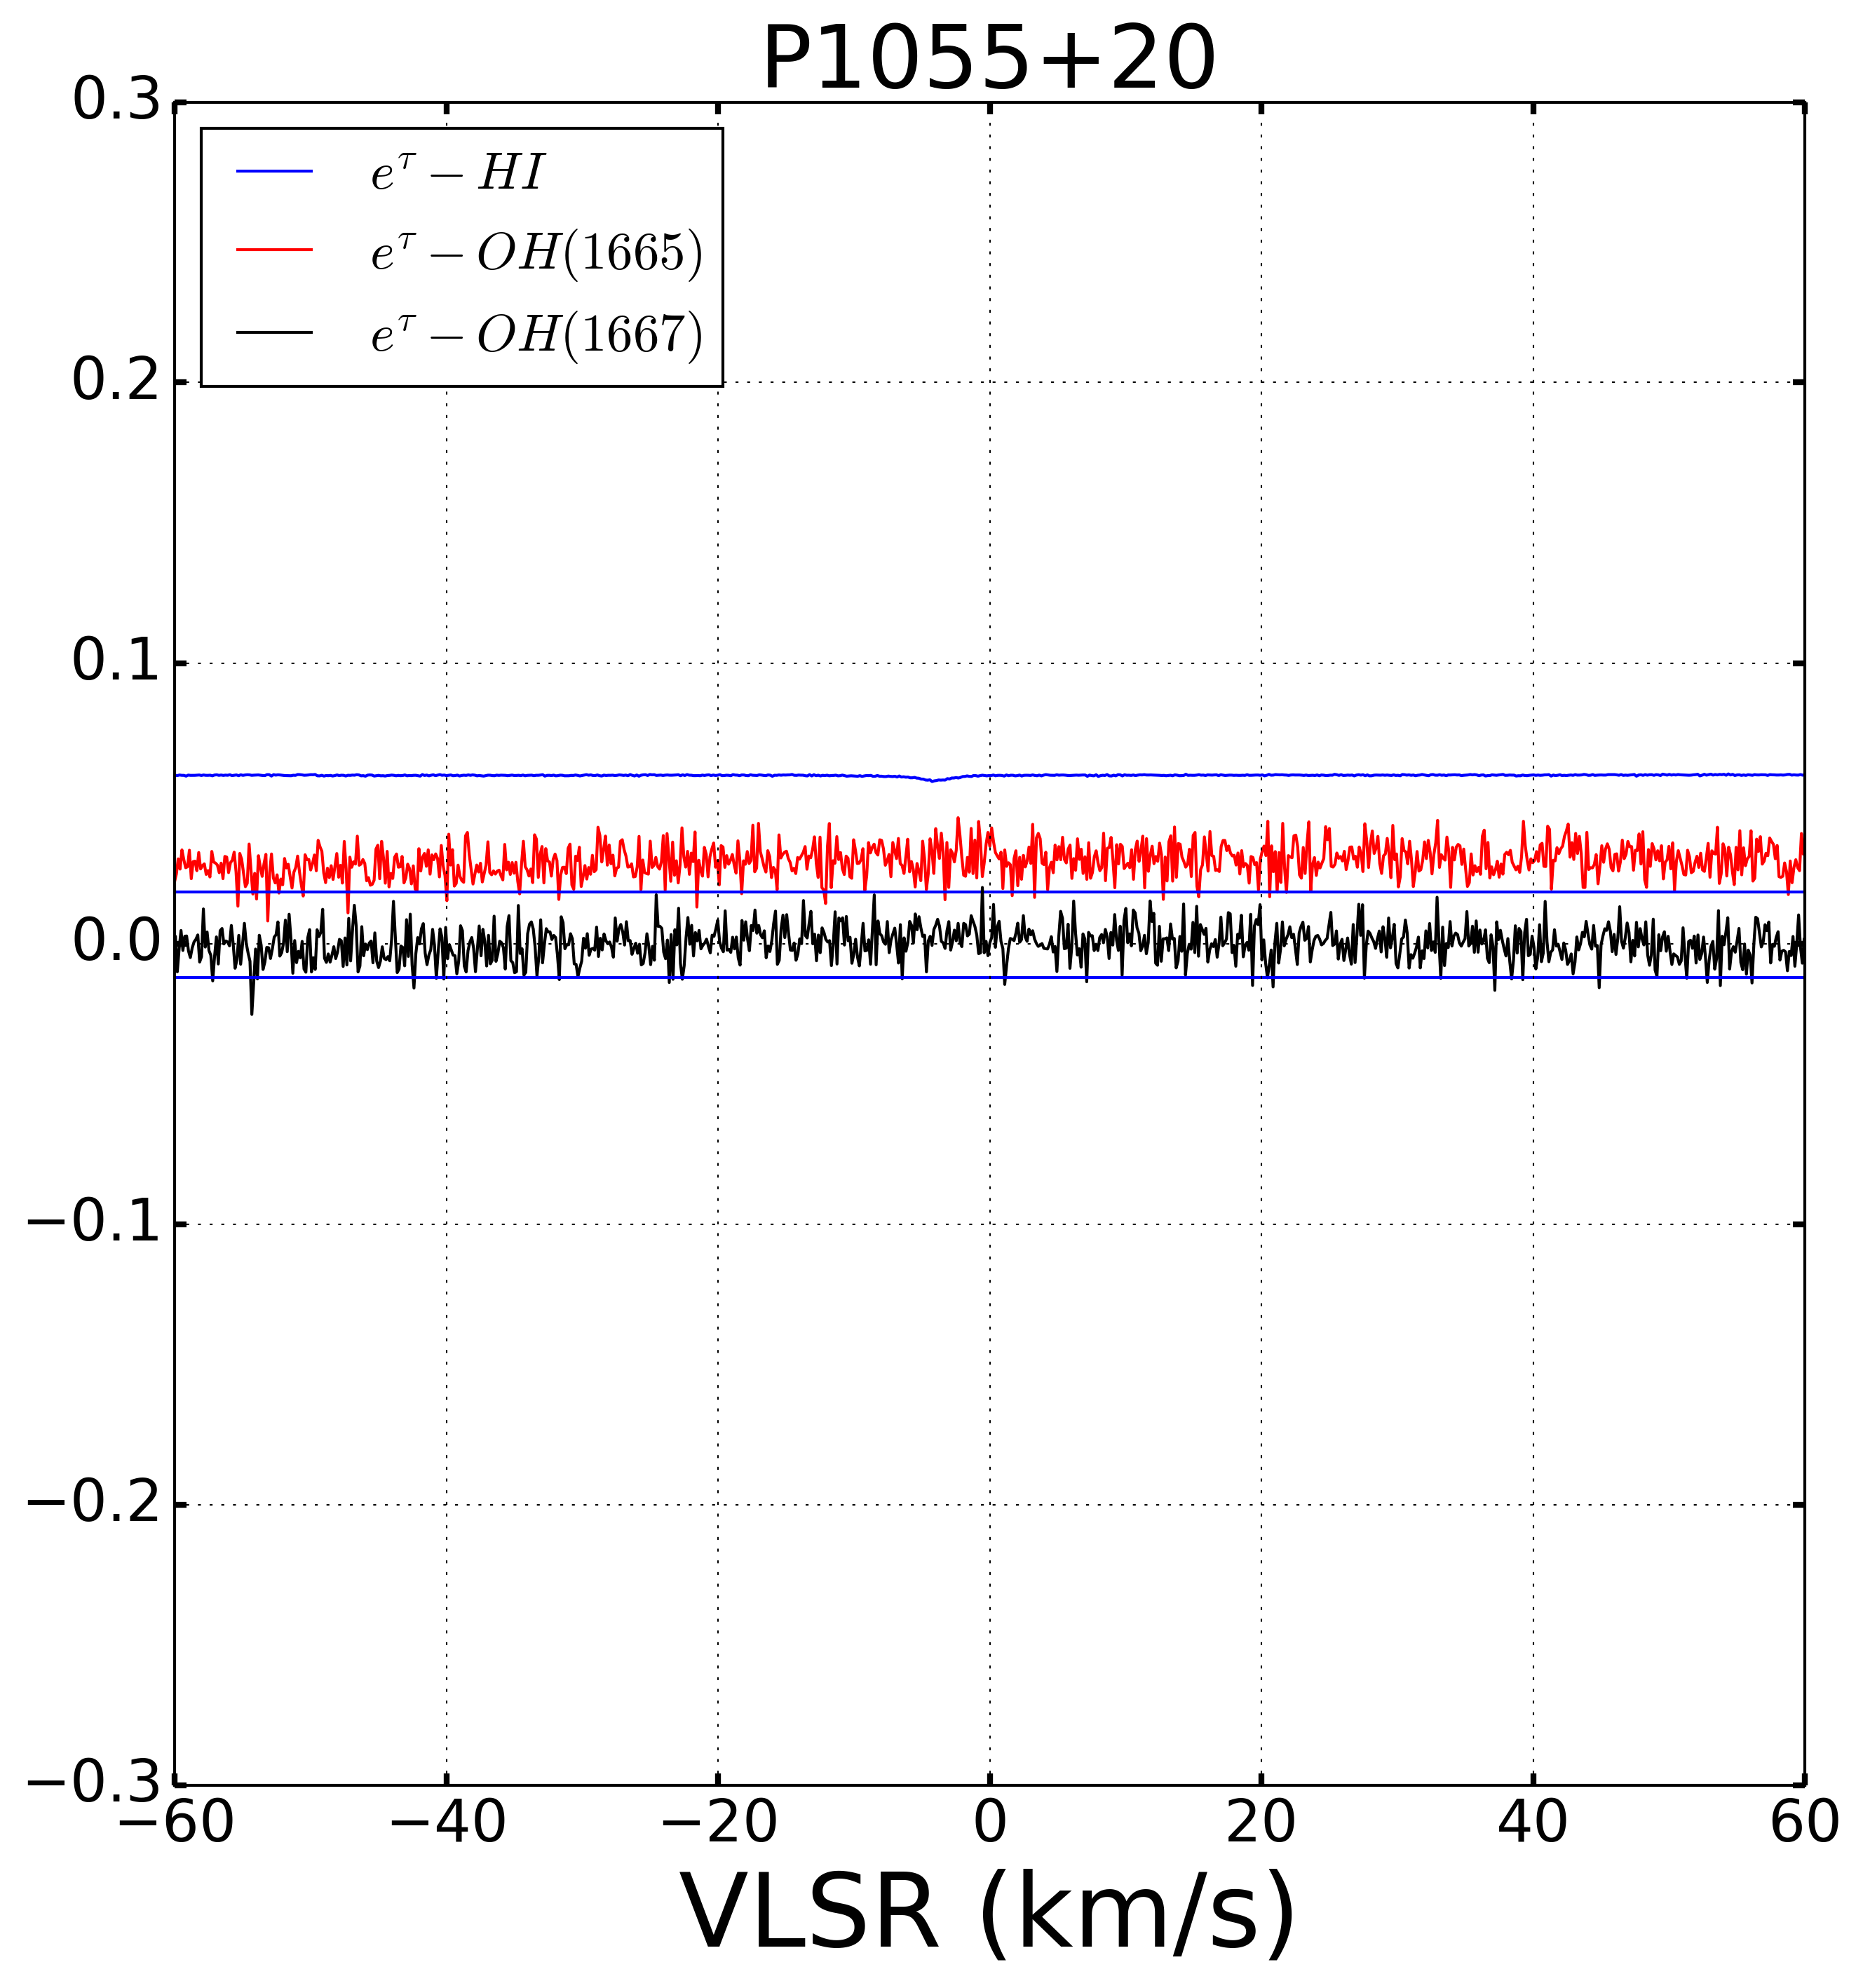 P1055+20
0.3
e^τ − HI
e^τ − OH(1665)
e^τ − OH(1667)
0.2
0.1
0.0
−0.1
−0.2
−0.3
−60 −40 −20 0 20 40 60
VLSR (km/s)